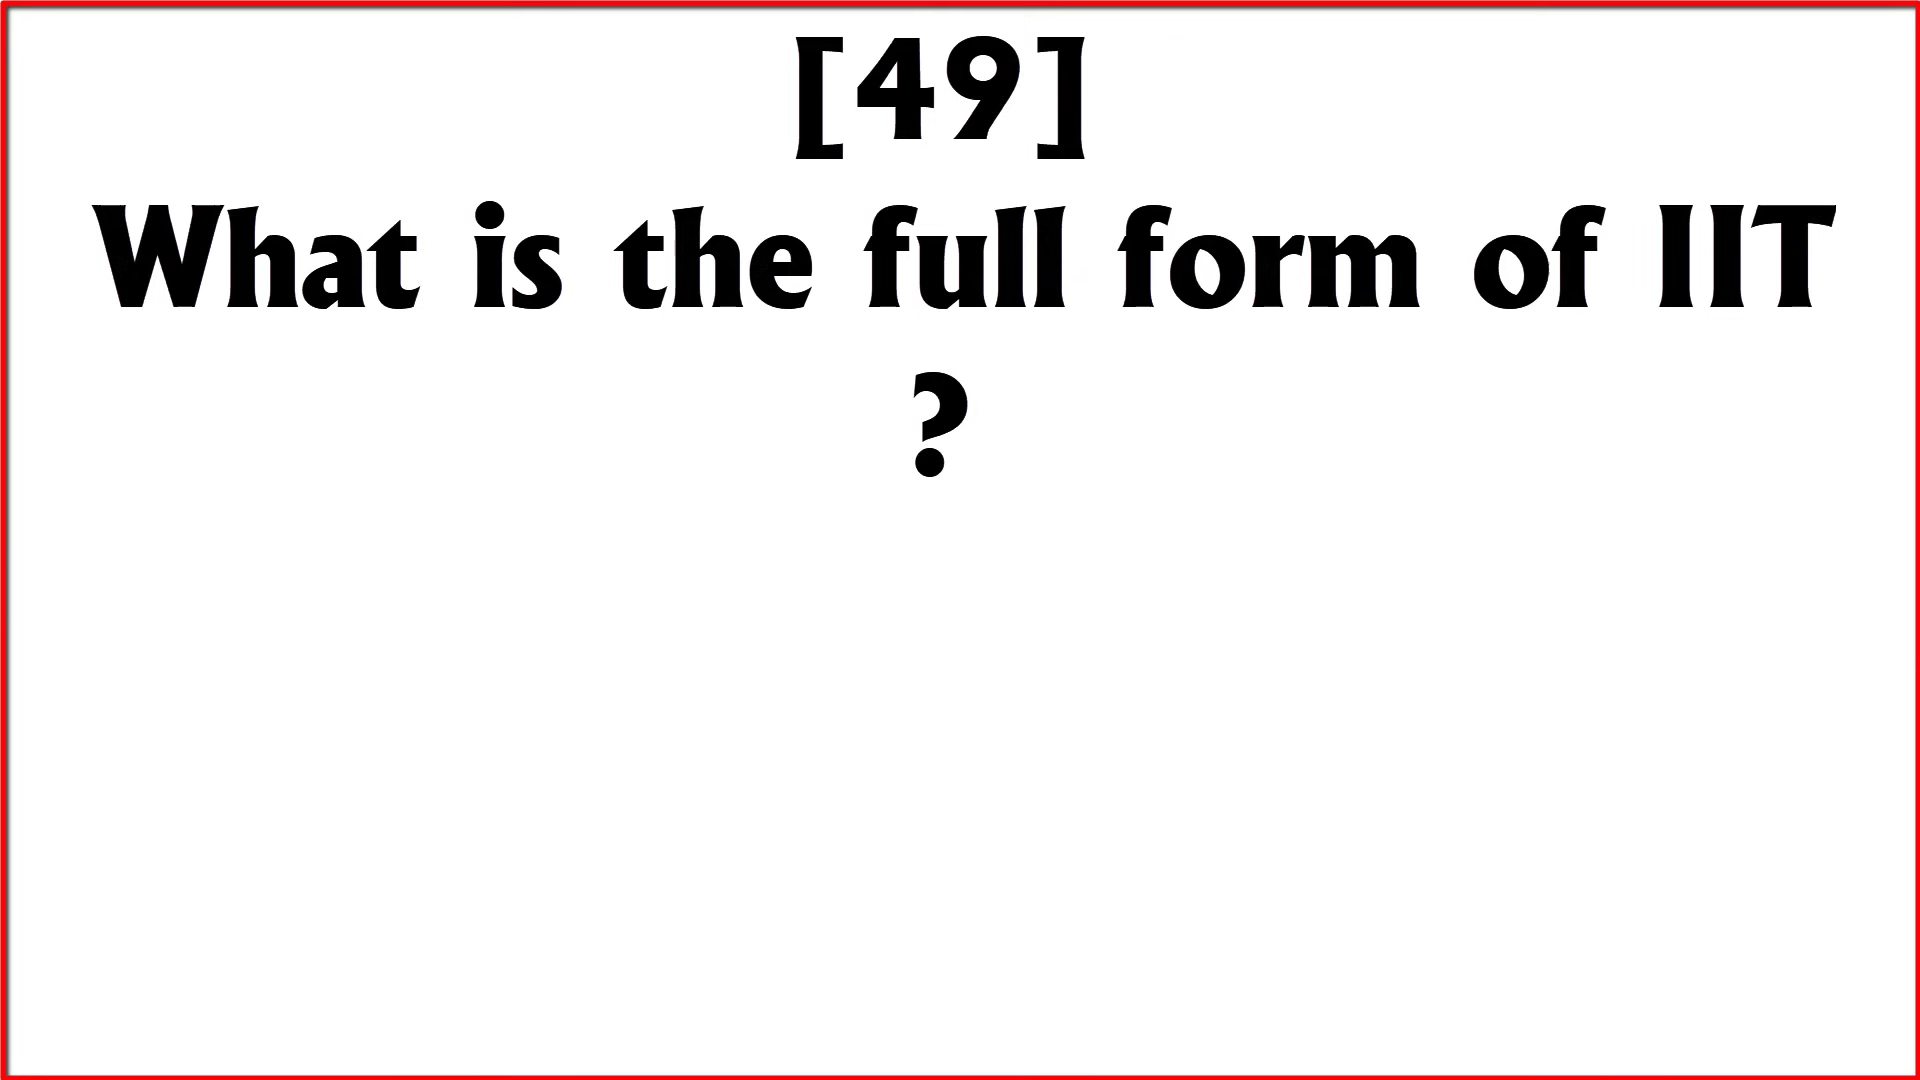 [49]
What is the full form of IIT
?